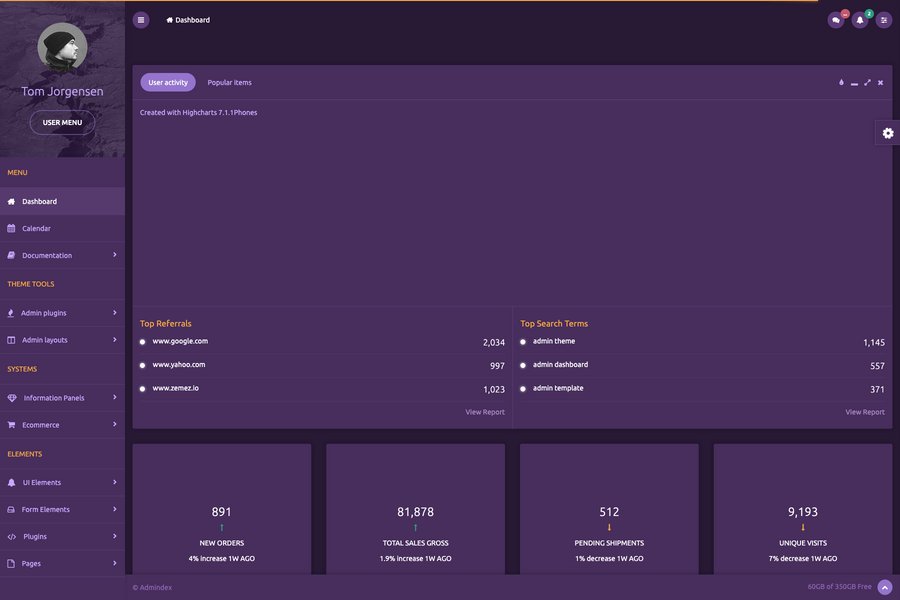 Tom Jorgensen
USER MENU
MENU
Dashboard
Calendar
Documentation
THEME TOOLS
Admin plugins
Admin layouts
SYSTEMS
Information Panels
Ecommerce
ELEMENTS
UI Elements
Form Elements
Plugins
Pages
Dashboard
2
User activity
Popular items
Created with Highcharts 7.1.1Phones
Top Referrals
www.google.com 2,034
www.yahoo.com 997
www.zemez.io 1,023
View Report
Top Search Terms
admin theme 1,145
admin dashboard 557
admin template 371
View Report
891
NEW ORDERS
4% increase 1W AGO
81,878
TOTAL SALES GROSS
1.9% increase 1W AGO
512
PENDING SHIPMENTS
1% decrease 1W AGO
9,193
UNIQUE VISITS
7% decrease 1W AGO
© Admindex
60GB of 350GB Free